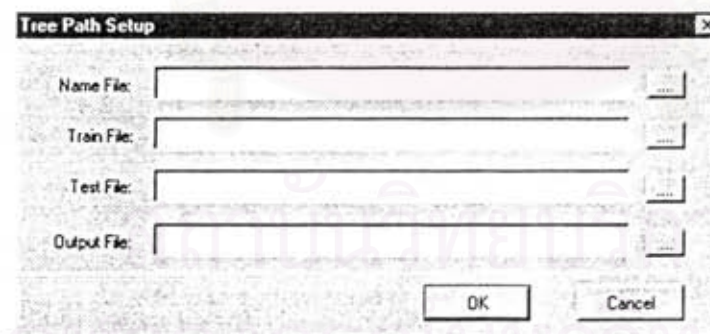 Tree Path Setup
Name File: ...
Train File: ...
Test File: ...
Output File: ...
OK Cancel